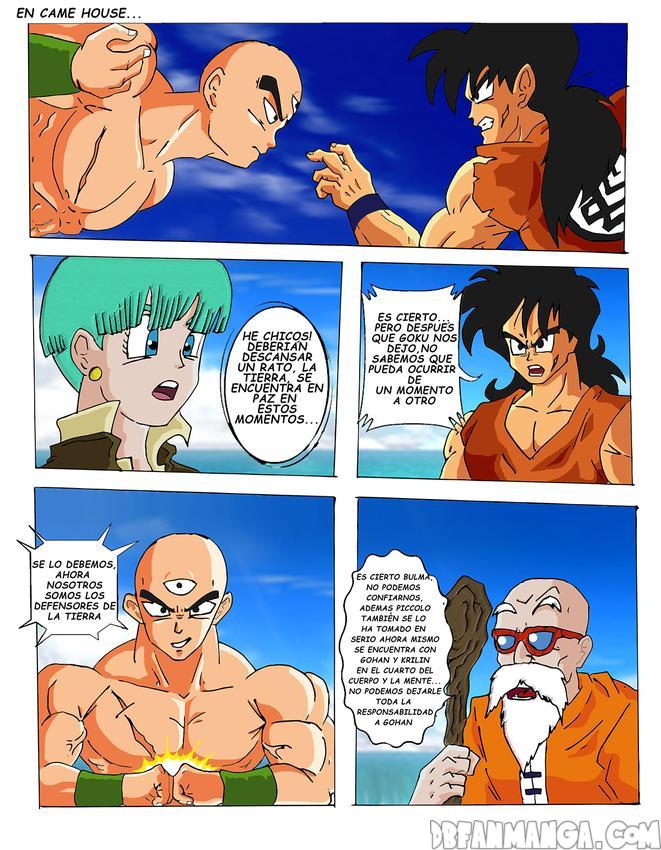 EN CAME HOUSE...
HE CHICOS!
DEBERIAN
DESCANSAR
UN RATO, LA
TIERRA, SE
ENCUENTRA EN
PAZ EN
ESTOS
MOMENTOS...
ES CIERTO...
PERO DESPUÈS
QUE GOKU NOS
DEJO,NO
SABEMOS QUE
PUEDA OCURRIR
DE
UN MOMENTO
A OTRO
SE LO DEBEMOS,
AHORA
NOSOTROS
SOMOS LOS
DEFENSORES DE
LA TIERRA
ES CIERTO BULMA,
NO PODEMOS
CONFIARNOS,
ADEMAS PICCOLO
TAMBIÈN SE LO
HA TOMADO EN
SERIO AHORA MISMO
SE ENCUENTRA CON
GOHAN Y KRILIN
EN EL CUARTO DEL
CUERPO Y LA MENTE...
NO PODEMOS DEJARLE
TODA LA
RESPONSABILIDAD
A GOHAN
DBFANMANGA.COM